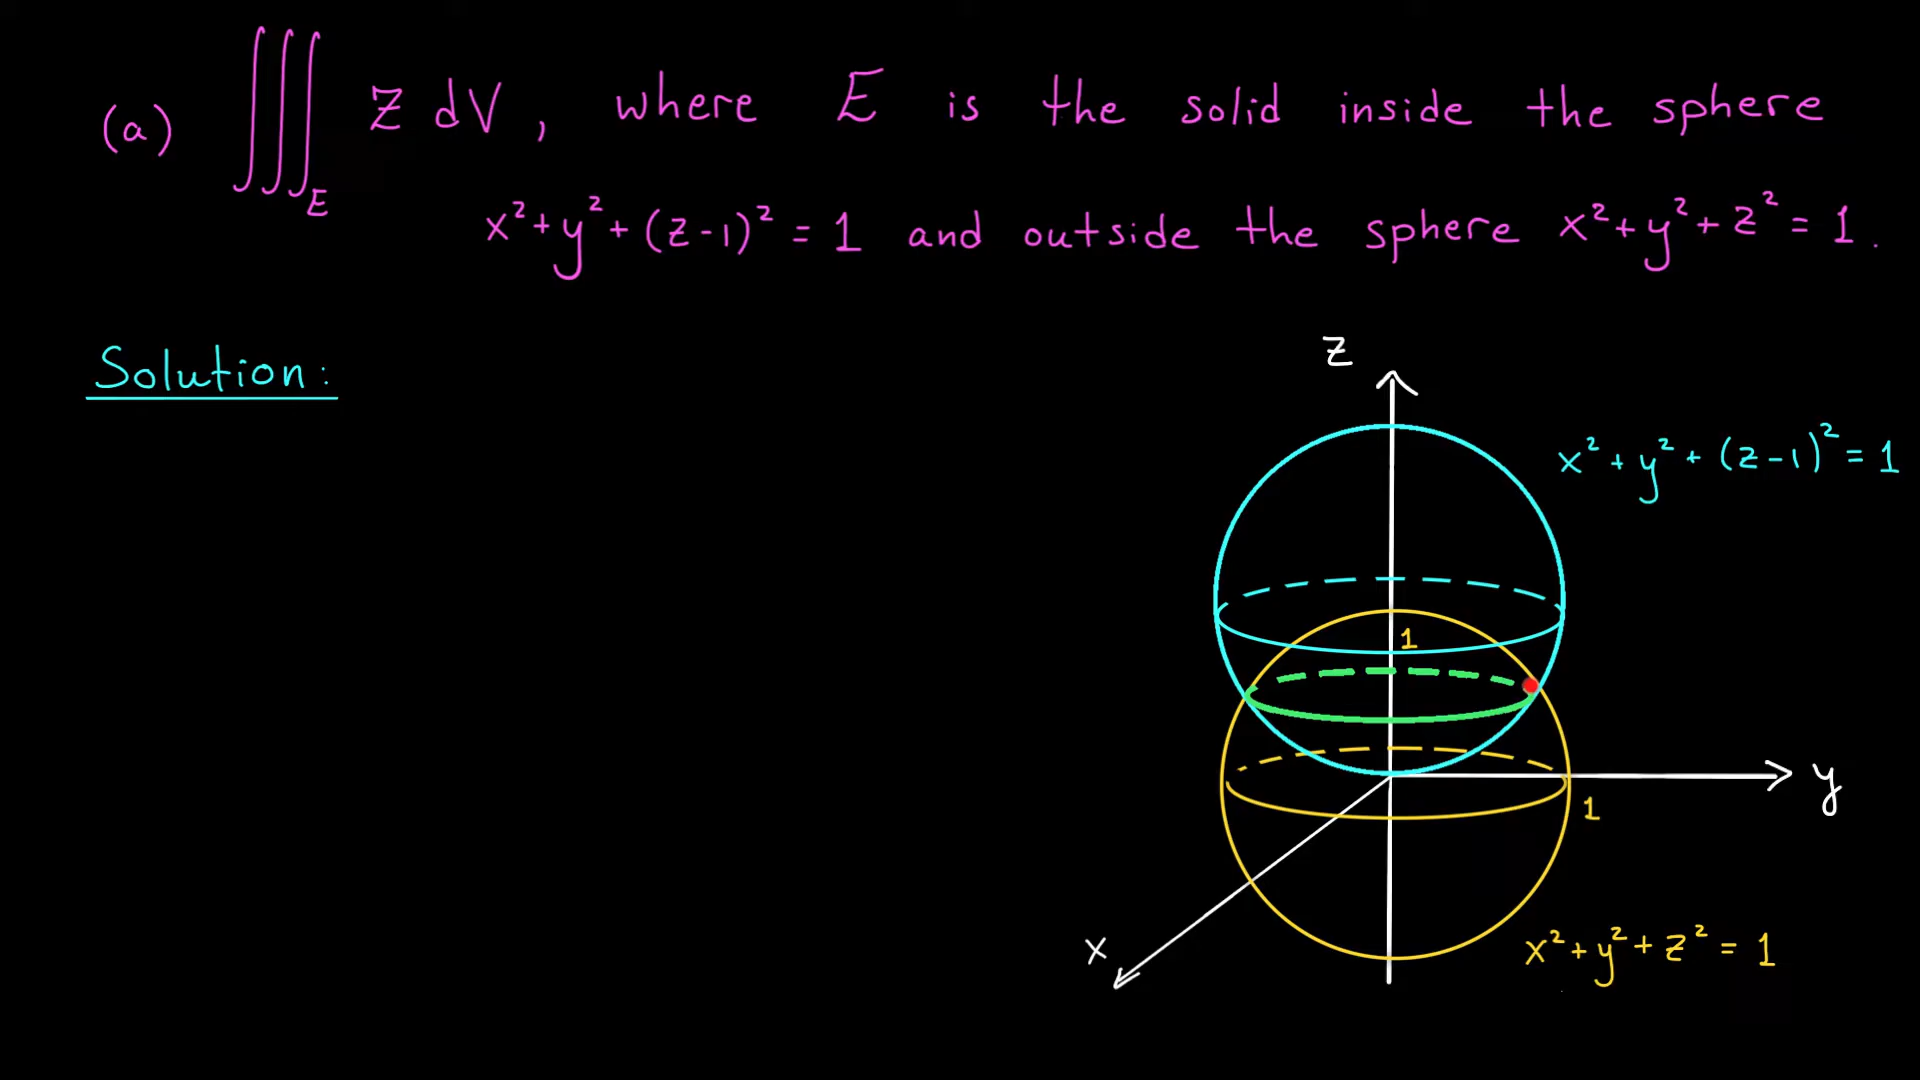 (a) ∭_E z dV, where E is the solid inside the sphere
x² + y² + (z-1)² = 1 and outside the sphere x² + y² + z² = 1.
Solution:
z
x² + y² + (z-1)² = 1
1
y
1
x
x² + y² + z² = 1